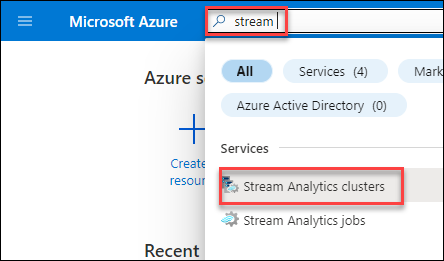 Microsoft Azure
stream
Azure s
All
Services (4)
Mark
Azure Active Directory (0)
Create
resour
Services
Stream Analytics clusters
Stream Analytics jobs
Recent